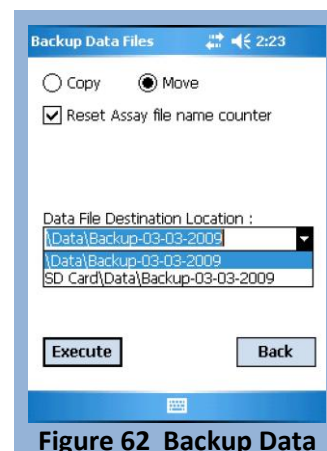 Backup Data Files 2:23
Copy Move
Reset Assay file name counter
Data File Destination Location :
\Data\Backup-03-03-2009
\Data\Backup-03-03-2009
SD Card\Data\Backup-03-03-2009
Execute Back
Figure 62 Backup Data